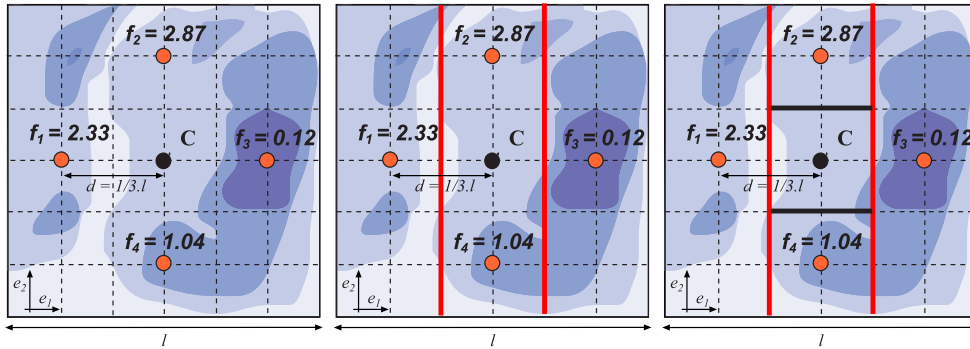 f2 = 2.87
f1 = 2.33
C
f3 = 0.12
d = 1/3.l
f4 = 1.04
e2
e1
l
f2 = 2.87
f1 = 2.33
C
f3 = 0.12
d = 1/3.l
f4 = 1.04
e2
e1
l
f2 = 2.87
f1 = 2.33
C
f3 = 0.12
d = 1/3.l
f4 = 1.04
e2
e1
l